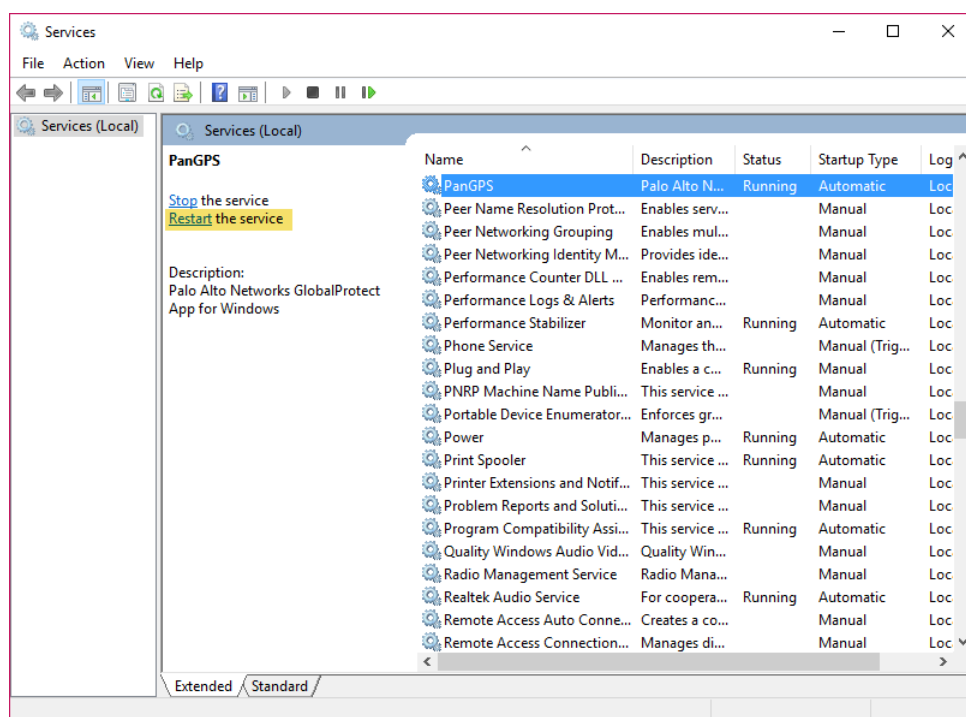 Services
File Action View Help
Services (Local)
Services (Local)
PanGPS
Stop the service
Restart the service
Description:
Palo Alto Networks GlobalProtect
App for Windows
Name Description Status Startup Type Log
PanGPS Palo Alto N... Running Automatic Loc
Peer Name Resolution Prot... Enables serv... Manual Loc
Peer Networking Grouping Enables mul... Manual Loc
Peer Networking Identity M... Provides ide... Manual Loc
Performance Counter DLL ... Enables rem... Manual Loc
Performance Logs & Alerts Performanc... Manual Loc
Performance Stabilizer Monitor an... Running Automatic Loc
Phone Service Manages th... Manual (Trig... Loc
Plug and Play Enables a c... Running Manual Loc
PNRP Machine Name Publi... This service ... Manual Loc
Portable Device Enumerator... Enforces gr... Manual (Trig... Loc
Power Manages p... Running Automatic Loc
Print Spooler This service ... Running Automatic Loc
Printer Extensions and Notif... This service ... Manual Loc
Problem Reports and Soluti... This service ... Manual Loc
Program Compatibility Assi... This service ... Running Automatic Loc
Quality Windows Audio Vid... Quality Win... Manual Loc
Radio Management Service Radio Mana... Manual Loc
Realtek Audio Service For coopera... Running Automatic Loc
Remote Access Auto Conne... Creates a co... Manual Loc
Remote Access Connection... Manages di... Manual Loc
Extended Standard